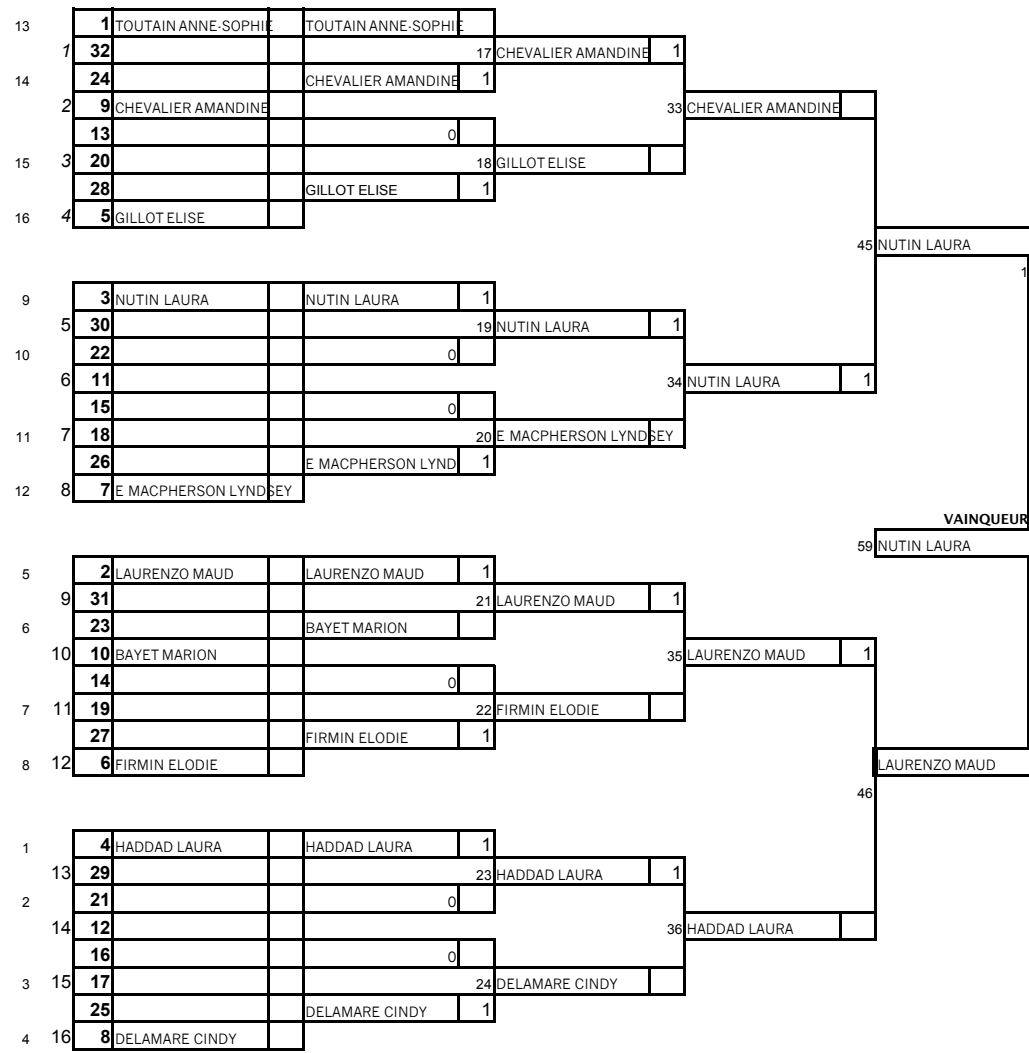 13 1 TOUTAIN ANNE-SOPHIE TOUTAIN ANNE-SOPHIE
1 32 17 CHEVALIER AMANDINE 1
14 24 CHEVALIER AMANDINE 1
2 9 CHEVALIER AMANDINE 33 CHEVALIER AMANDINE
13 0
15 3 20 18 GILLOT ELISE
28 GILLOT ELISE 1
16 4 5 GILLOT ELISE
45 NUTIN LAURA
1
9 3 NUTIN LAURA NUTIN LAURA 1
5 30 19 NUTIN LAURA 1
10 22 0
6 11 34 NUTIN LAURA 1
15 0
11 7 18 20 E MACPHERSON LYNDSEY
26 E MACPHERSON LYND 1
12 8 7 E MACPHERSON LYNDSEY
VAINQUEUR
59 NUTIN LAURA
5 2 LAURENZO MAUD LAURENZO MAUD 1
9 31 21 LAURENZO MAUD 1
6 23 BAYET MARION
10 10 BAYET MARION 35 LAURENZO MAUD 1
14 0
7 11 19 22 FIRMIN ELODIE
27 FIRMIN ELODIE 1
8 12 6 FIRMIN ELODIE LAURENZO MAUD
46
1 4 HADDAD LAURA HADDAD LAURA 1
13 29 23 HADDAD LAURA 1
2 21 0
14 12 36 HADDAD LAURA
16 0
3 15 17 24 DELAMARE CINDY
25 DELAMARE CINDY 1
4 16 8 DELAMARE CINDY